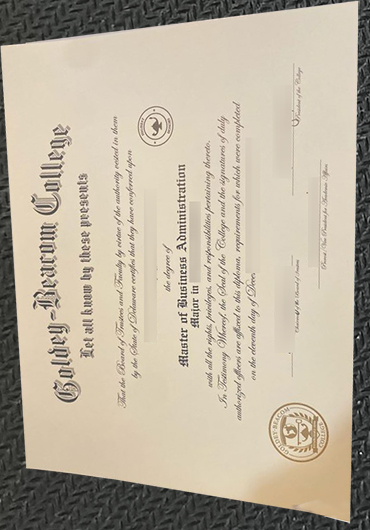 Goldey-Beacom College
Let all know by these presents
That the Board of Trustees and Faculty by virtue of the authority vested in them
by the State of Delaware certifies that they have conferred upon
the degree of
Master of Business Administration
Major in
with all the rights, privileges, and responsibilities pertaining thereto.
In Testimony Whereof, the Seal of the College and the signatures of duly
authorized officers are affixed to this diploma, requirements for which were completed
on the eleventh day of Decem
President of the College
Chairman of the Board of Trustees
Provost/Vice President for Academic Affairs
GOLDEY-BEACOM
COLLEGE